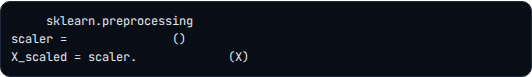 sklearn.preprocessing
scaler = ()
X_scaled = scaler. (X)